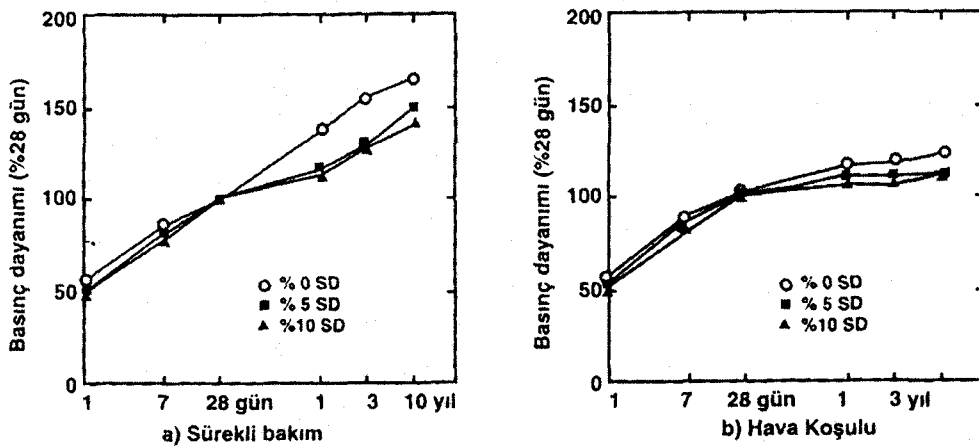 200
150
100
50
0
Basınç dayanımı (%28 gün)
% 0 SD
% 5 SD
%10 SD
1 7 28 gün 1 3 10 yıl
a) Sürekli bakım
200
150
100
50
0
Basınç dayanımı (%28 gün)
% 0 SD
% 5 SD
%10 SD
1 7 28 gün 1 3 yıl
b) Hava Koşulu